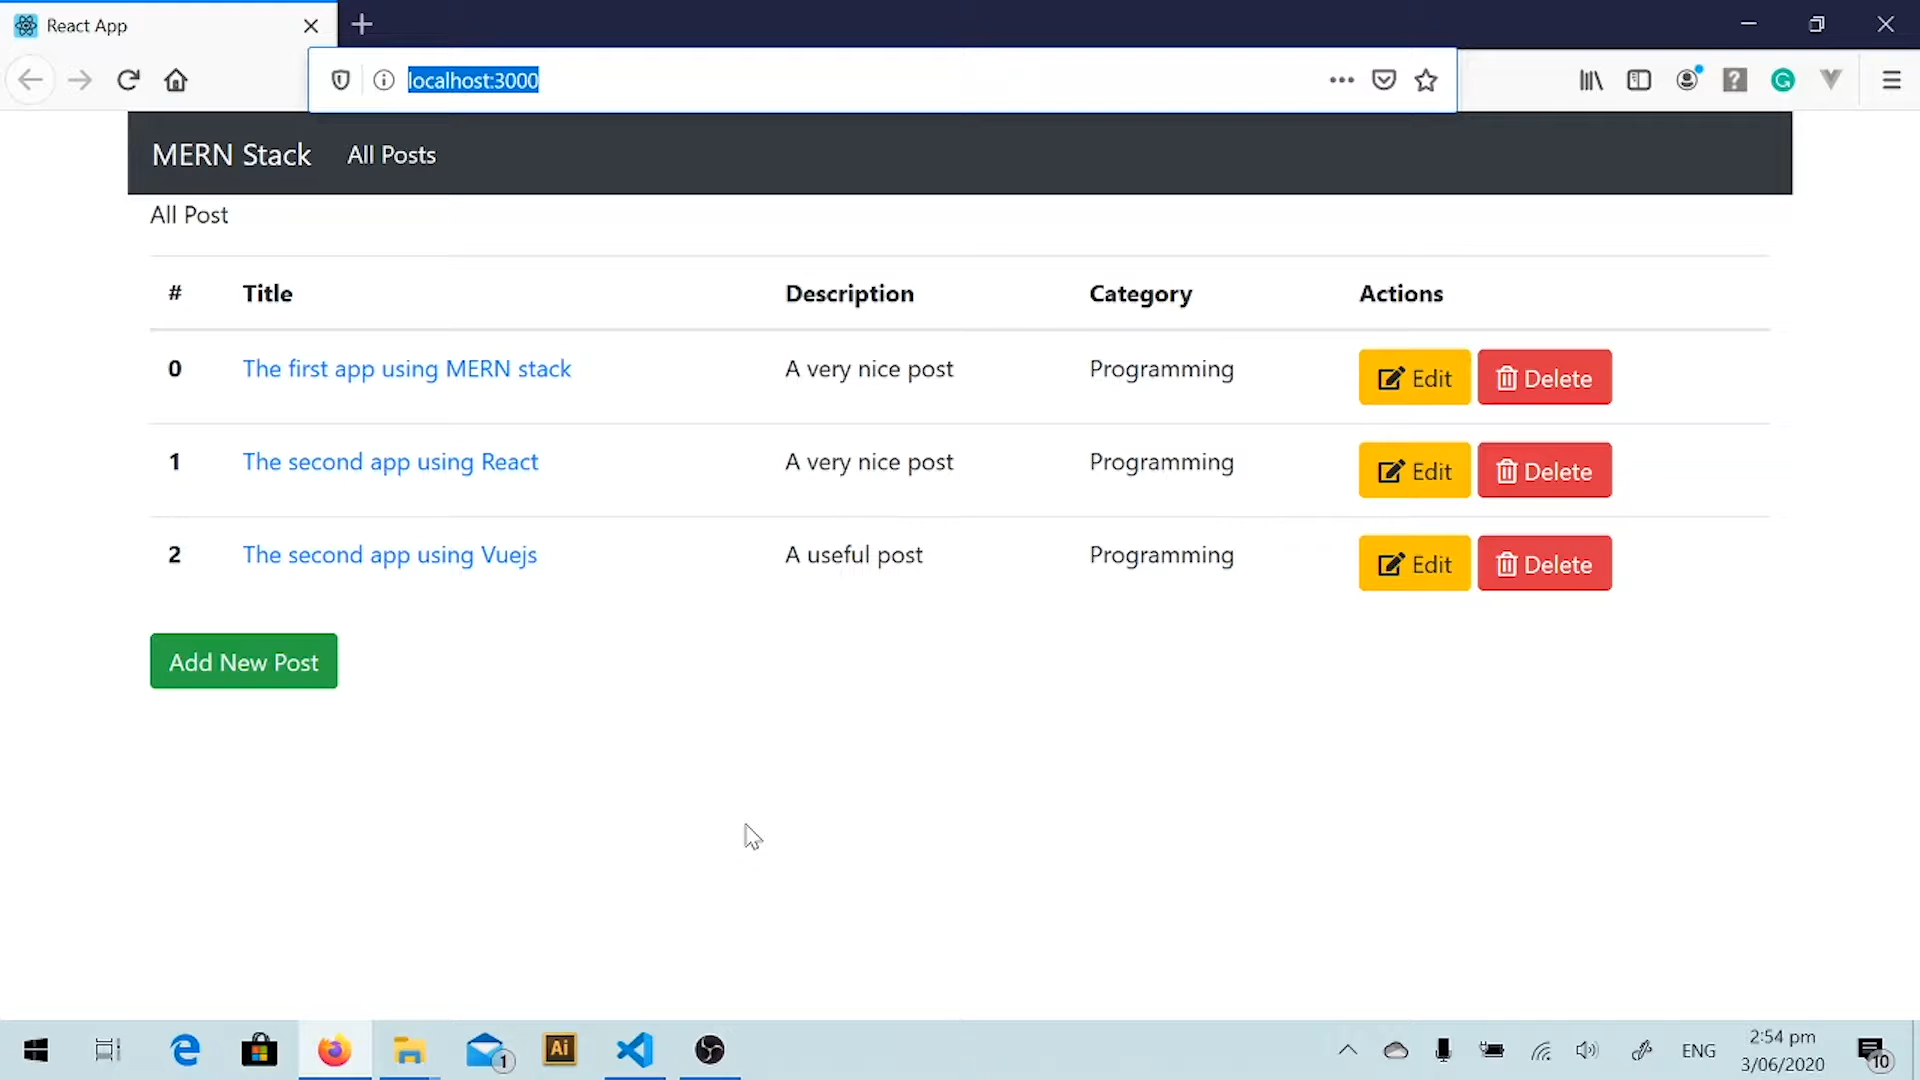 React App
localhost:3000
MERN Stack All Posts
All Post
# Title Description Category Actions
0 The first app using MERN stack A very nice post Programming Edit Delete
1 The second app using React A very nice post Programming Edit Delete
2 The second app using Vuejs A useful post Programming Edit Delete
Add New Post
1 Ai ENG 2:54 pm 10
3/06/2020